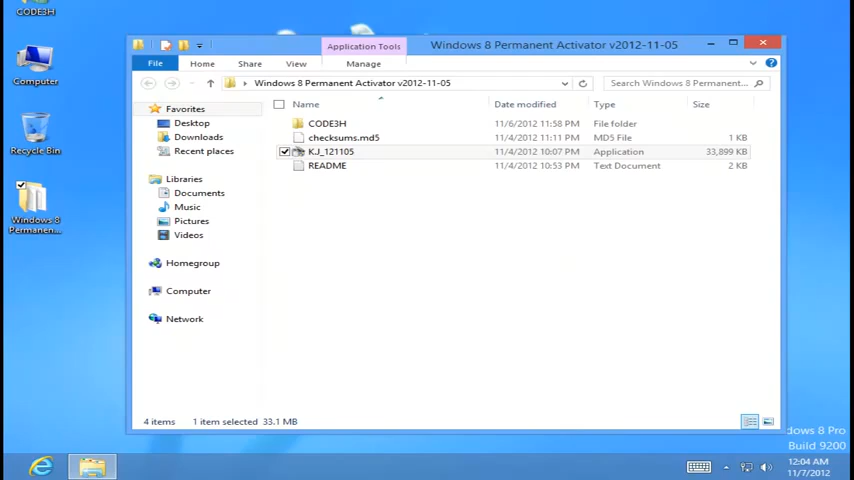 CODE3H
Computer
Recycle Bin
Windows 8
Permanen...
Application Tools
Windows 8 Permanent Activator v2012-11-05
File
Home
Share
View
Manage
Windows 8 Permanent Activator v2012-11-05
Search Windows 8 Permanent...
Favorites
Desktop
Downloads
Recent places
Libraries
Documents
Music
Pictures
Videos
Homegroup
Computer
Network
Name Date modified Type Size
CODE3H 11/6/2012 11:58 PM File folder
checksums.md5 11/4/2012 11:11 PM MD5 File 1 KB
KJ_121105 11/4/2012 10:07 PM Application 33,899 KB
README 11/4/2012 10:53 PM Text Document 2 KB
4 items 1 item selected 33.1 MB
dows 8 Pro
Build 9200
12:04 AM
11/7/2012